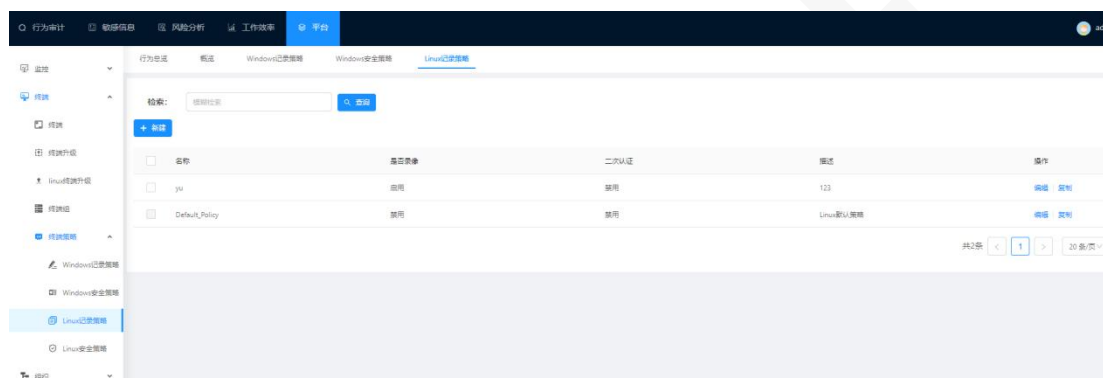 行为审计 敏感信息 风险分析 工作效率 平台 ad
监控 行为总览 概览 Windows记录策略 Windows安全策略 Linux记录策略
终端
检索: 模糊检索 查询
终端
+ 新建
终端升级
名称 是否录像 二次认证 描述 操作
linux终端升级
yu 启用 禁用 123 编辑 复制
终端组
Default_Policy 禁用 禁用 Linux默认策略 编辑 复制
终端策略
共2条 < 1 > 20 条/页
Windows记录策略
Windows安全策略
Linux记录策略
Linux安全策略
组织